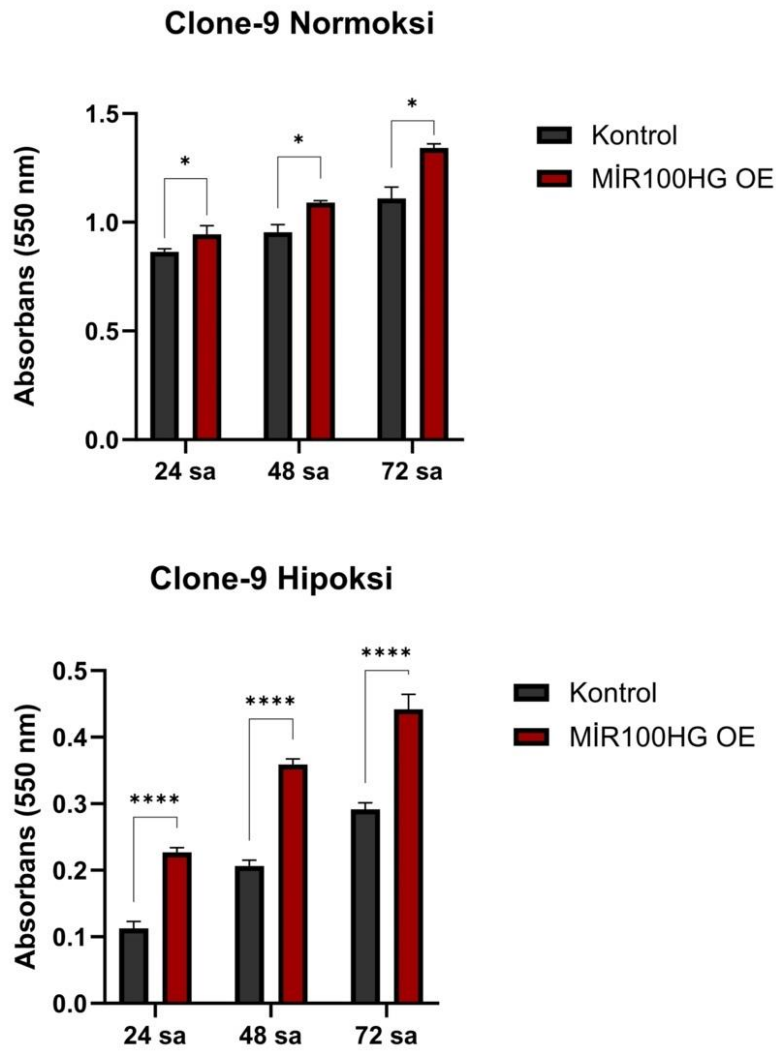 Clone-9 Normoksi
Absorbans (550 nm)
1.5
1.0
0.5
0.0
*
*
*
24 sa
48 sa
72 sa
Kontrol
MİR100HG OE
Clone-9 Hipoksi
Absorbans (550 nm)
0.5
0.4
0.3
0.2
0.1
0.0
****
****
****
24 sa
48 sa
72 sa
Kontrol
MİR100HG OE